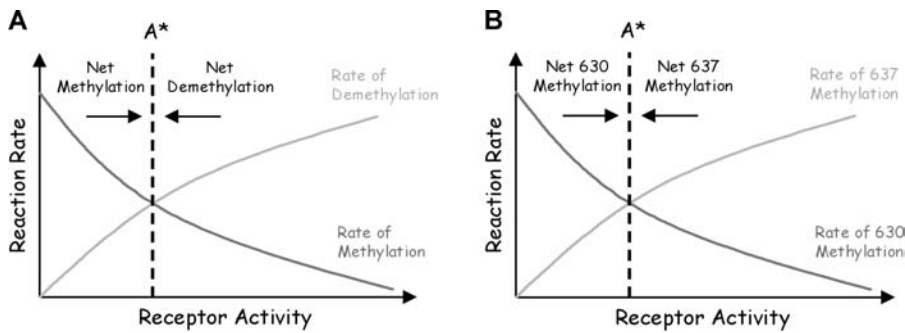 A
A*
Net
Methylation
Net
Demethylation
Rate of
Demethylation
Rate of
Methylation
Reaction Rate
Receptor Activity
B
A*
Net 630
Methylation
Net 637
Methylation
Rate of 637
Methylation
Rate of 630
Methylation
Reaction Rate
Receptor Activity